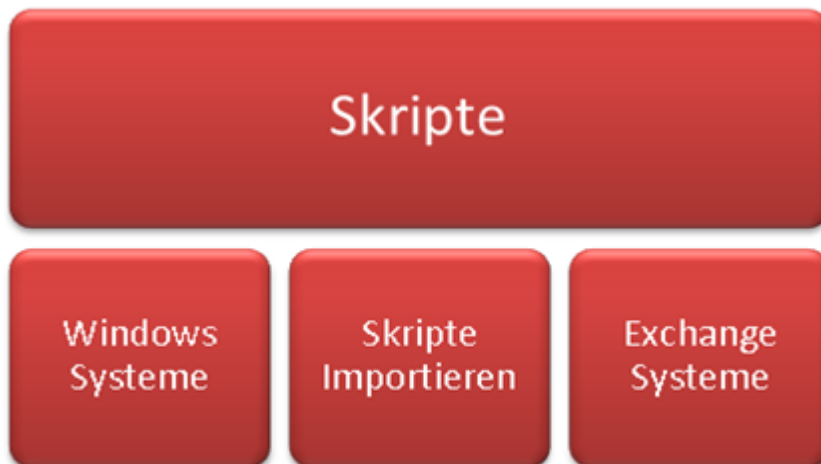 Skripte
Windows
Systeme
Skripte
Importieren
Exchange
Systeme